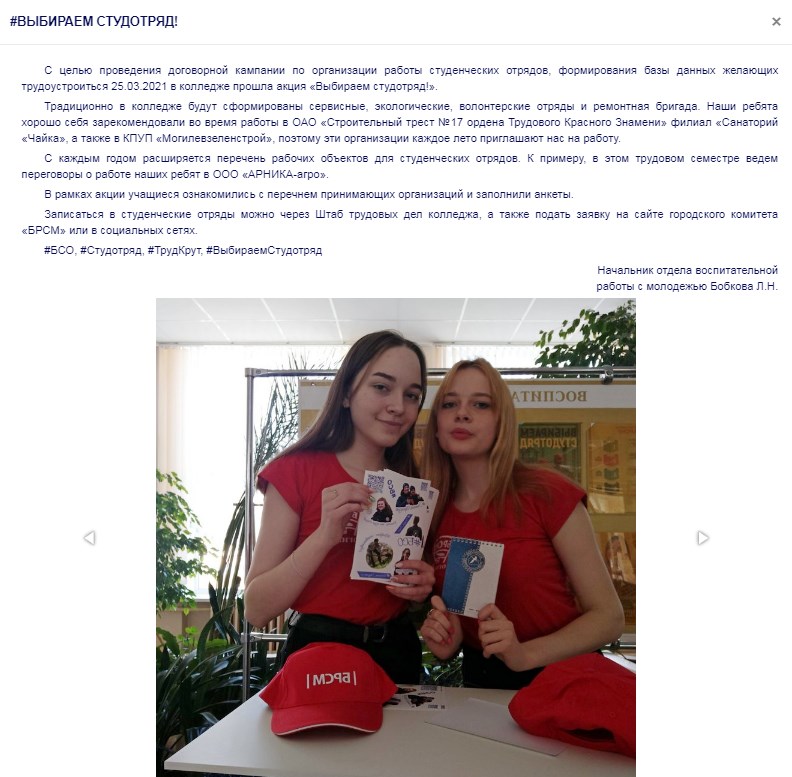 #ВЫБИРАЕМ СТУДОТРЯД!
С целью проведения договорной кампании по организации работы студенческих отрядов, формирования базы данных желающих
трудоустроиться 25.03.2021 в колледже прошла акция «Выбираем студотряд!».
Традиционно в колледже будут сформированы сервисные, экологические, волонтерские отряды и ремонтная бригада. Наши ребята
хорошо себя зарекомендовали во время работы в ОАО «Строительный трест №17 ордена Трудового Красного Знамени» филиал «Санаторий
«Чайка», а также в КПУП «Могилевзеленстрой», поэтому эти организации каждое лето приглашают нас на работу.
С каждым годом расширяется перечень рабочих объектов для студенческих отрядов. К примеру, в этом трудовом семестре ведем
переговоры о работе наших ребят в ООО «АРНИКА-агро».
В рамках акции учащиеся ознакомились с перечнем принимающих организаций и заполнили анкеты.
Записаться в студенческие отряды можно через Штаб трудовых дел колледжа, а также подать заявку на сайте городского комитета
«БРСМ» или в социальных сетях.
#БСО, #Студотряд, #ТрудКрут, #ВыбираемСтудотряд
Начальник отдела воспитательной
работы с молодежью Бобкова Л.Н.
ВОСПИТА
ВЫБИРАЕМ
СТУДОТРЯД
|БРСМ|